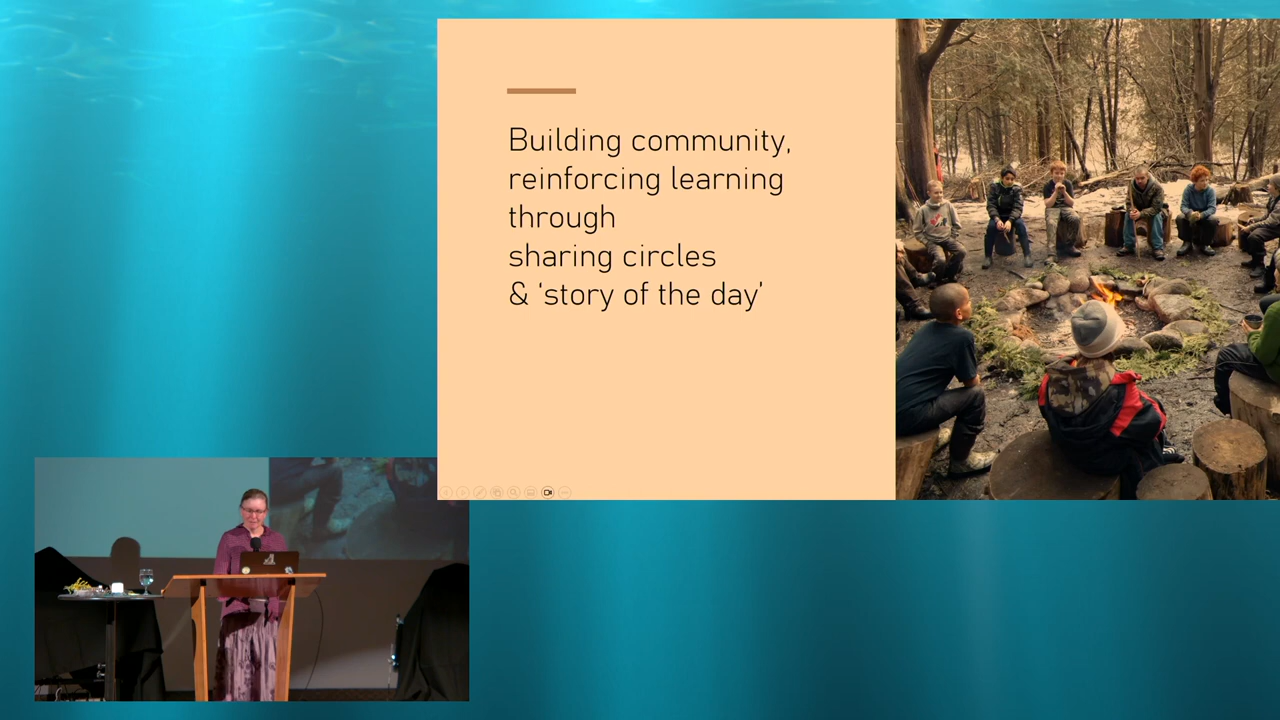 Building community,
reinforcing learning
through
sharing circles
& ‘story of the day’